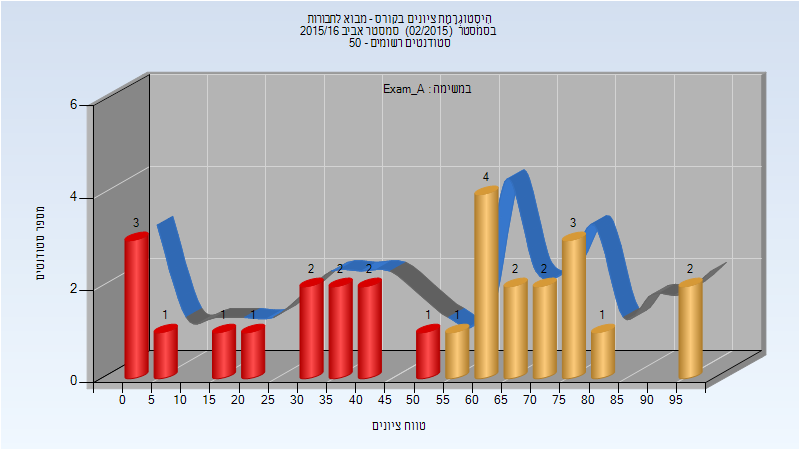 היסטוגרמת ציונים בקורס - מבוא לחבורות
בסמסטר (02/2015) סמסטר אביב 2015/16
סטודנטים רשומים - 50
במשימה : Exam_A
מספר סטודנטים
6
4
2
0
3 1 1 1 2 2 2 1 1 4 2 2 3 1 2
0 5 10 15 20 25 30 35 40 45 50 55 60 65 70 75 80 85 90 95
טווח ציונים